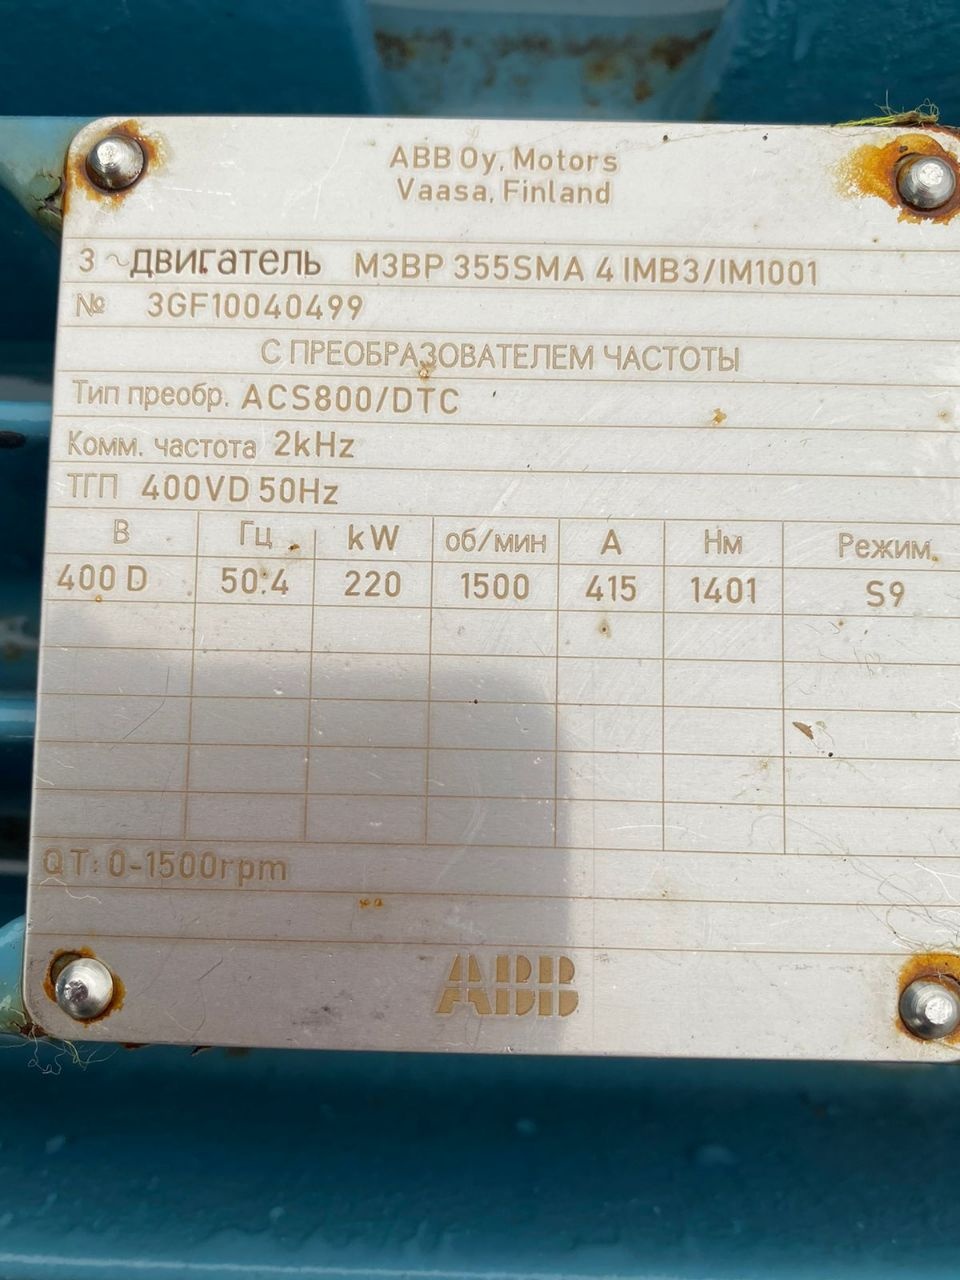 ABB Oy, Motors
Vaasa, Finland
3 ~ДВИГАТЕЛЬ M3BP 355SMA 4 IMB3/IM1001
№ 3GF10040499
С ПРЕОБРАЗОВАТЕЛЕМ ЧАСТОТЫ
Тип преобр. ACS800/DTC
Комм. частота 2kHz
ТГП 400VD 50Hz
В Гц kW об/мин А Нм Режим.
400 D 50.4 220 1500 415 1401 S9
QT: 0-1500rpm
ABB